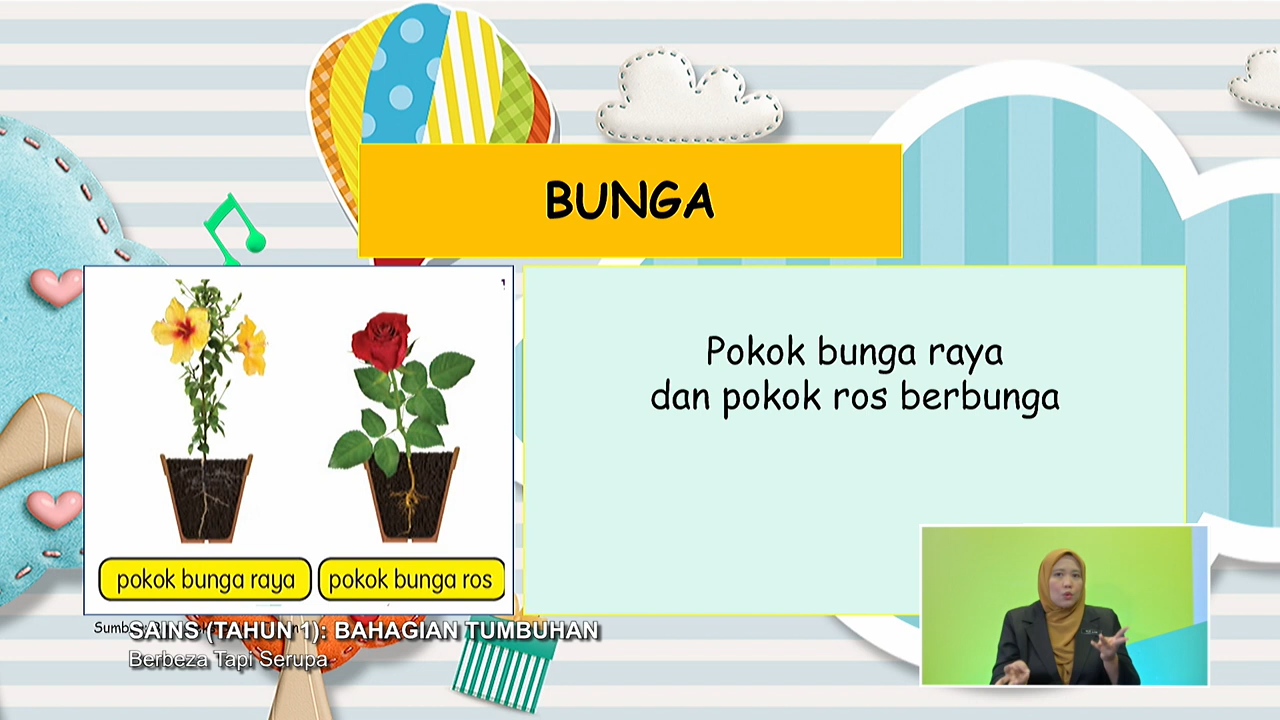 BUNGA
Pokok bunga raya
dan pokok ros berbunga
pokok bunga raya
pokok bunga ros
SAINS (TAHUN 1): BAHAGIAN TUMBUHAN
Berbeza Tapi Serupa